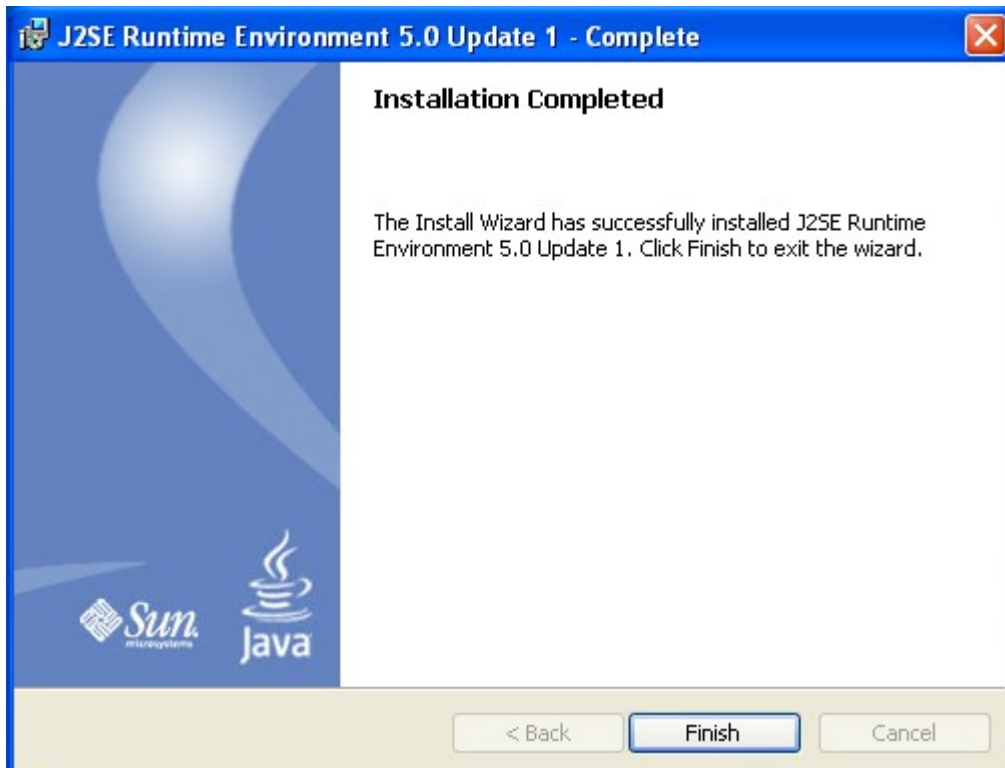 J2SE Runtime Environment 5.0 Update 1 - Complete
Installation Completed
The Install Wizard has successfully installed J2SE Runtime
Environment 5.0 Update 1. Click Finish to exit the wizard.
Sun
microsystems
Java
< Back
Finish
Cancel